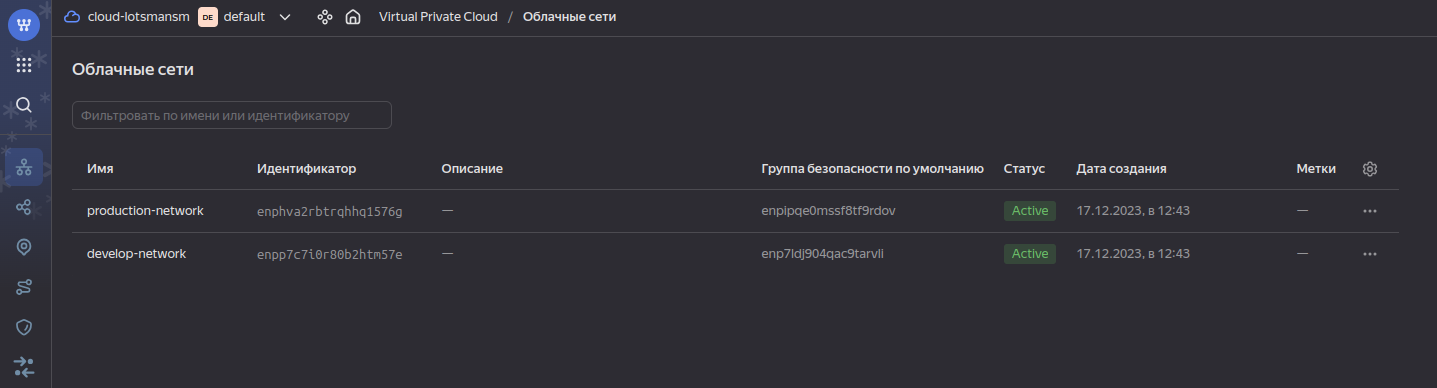 cloud-lotsmansm DE default Virtual Private Cloud / Облачные сети
Облачные сети
Фильтровать по имени или идентификатору
Имя Идентификатор Описание Группа безопасности по умолчанию Статус Дата создания Метки
production-network enphva2rbtrqhhq1576g — enpipqe0mssf8tf9rdov Active 17.12.2023, в 12:43 —
develop-network enpp7c7i0r80b2htm57e — enp7ldj904qac9tarvli Active 17.12.2023, в 12:43 —